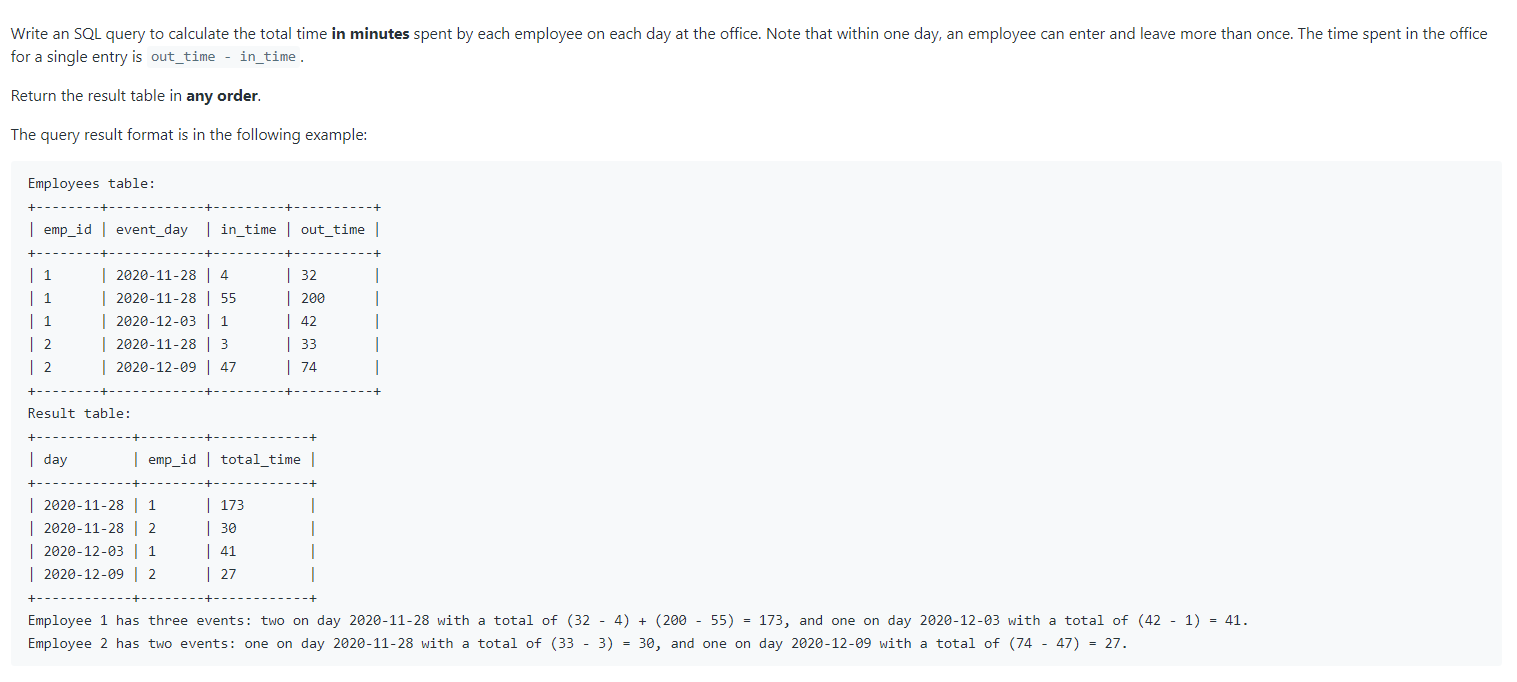 Write an SQL query to calculate the total time in minutes spent by each employee on each day at the office. Note that within one day, an employee can enter and leave more than once. The time spent in the office
for a single entry is out_time - in_time .
Return the result table in any order.
The query result format is in the following example:
Employees table:
+--------+------------+---------+----------+
| emp_id | event_day  | in_time | out_time |
+--------+------------+---------+----------+
| 1      | 2020-11-28 | 4       | 32       |
| 1      | 2020-11-28 | 55      | 200      |
| 1      | 2020-12-03 | 1       | 42       |
| 2      | 2020-11-28 | 3       | 33       |
| 2      | 2020-12-09 | 47      | 74       |
+--------+------------+---------+----------+
Result table:
+------------+--------+------------+
| day        | emp_id | total_time |
+------------+--------+------------+
| 2020-11-28 | 1      | 173        |
| 2020-11-28 | 2      | 30         |
| 2020-12-03 | 1      | 41         |
| 2020-12-09 | 2      | 27         |
+------------+--------+------------+
Employee 1 has three events: two on day 2020-11-28 with a total of (32 - 4) + (200 - 55) = 173, and one on day 2020-12-03 with a total of (42 - 1) = 41.
Employee 2 has two events: one on day 2020-11-28 with a total of (33 - 3) = 30, and one on day 2020-12-09 with a total of (74 - 47) = 27.